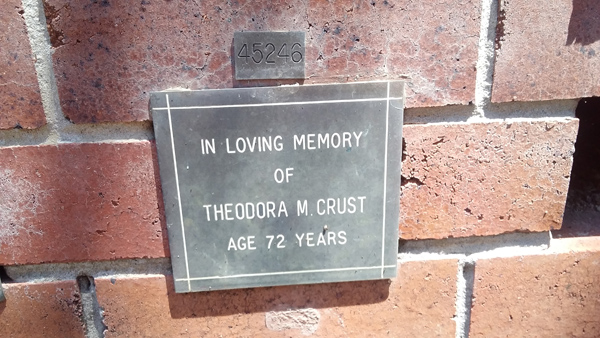 45246
IN LOVING MEMORY
OF
THEODORA M. CRUST
AGE 72 YEARS